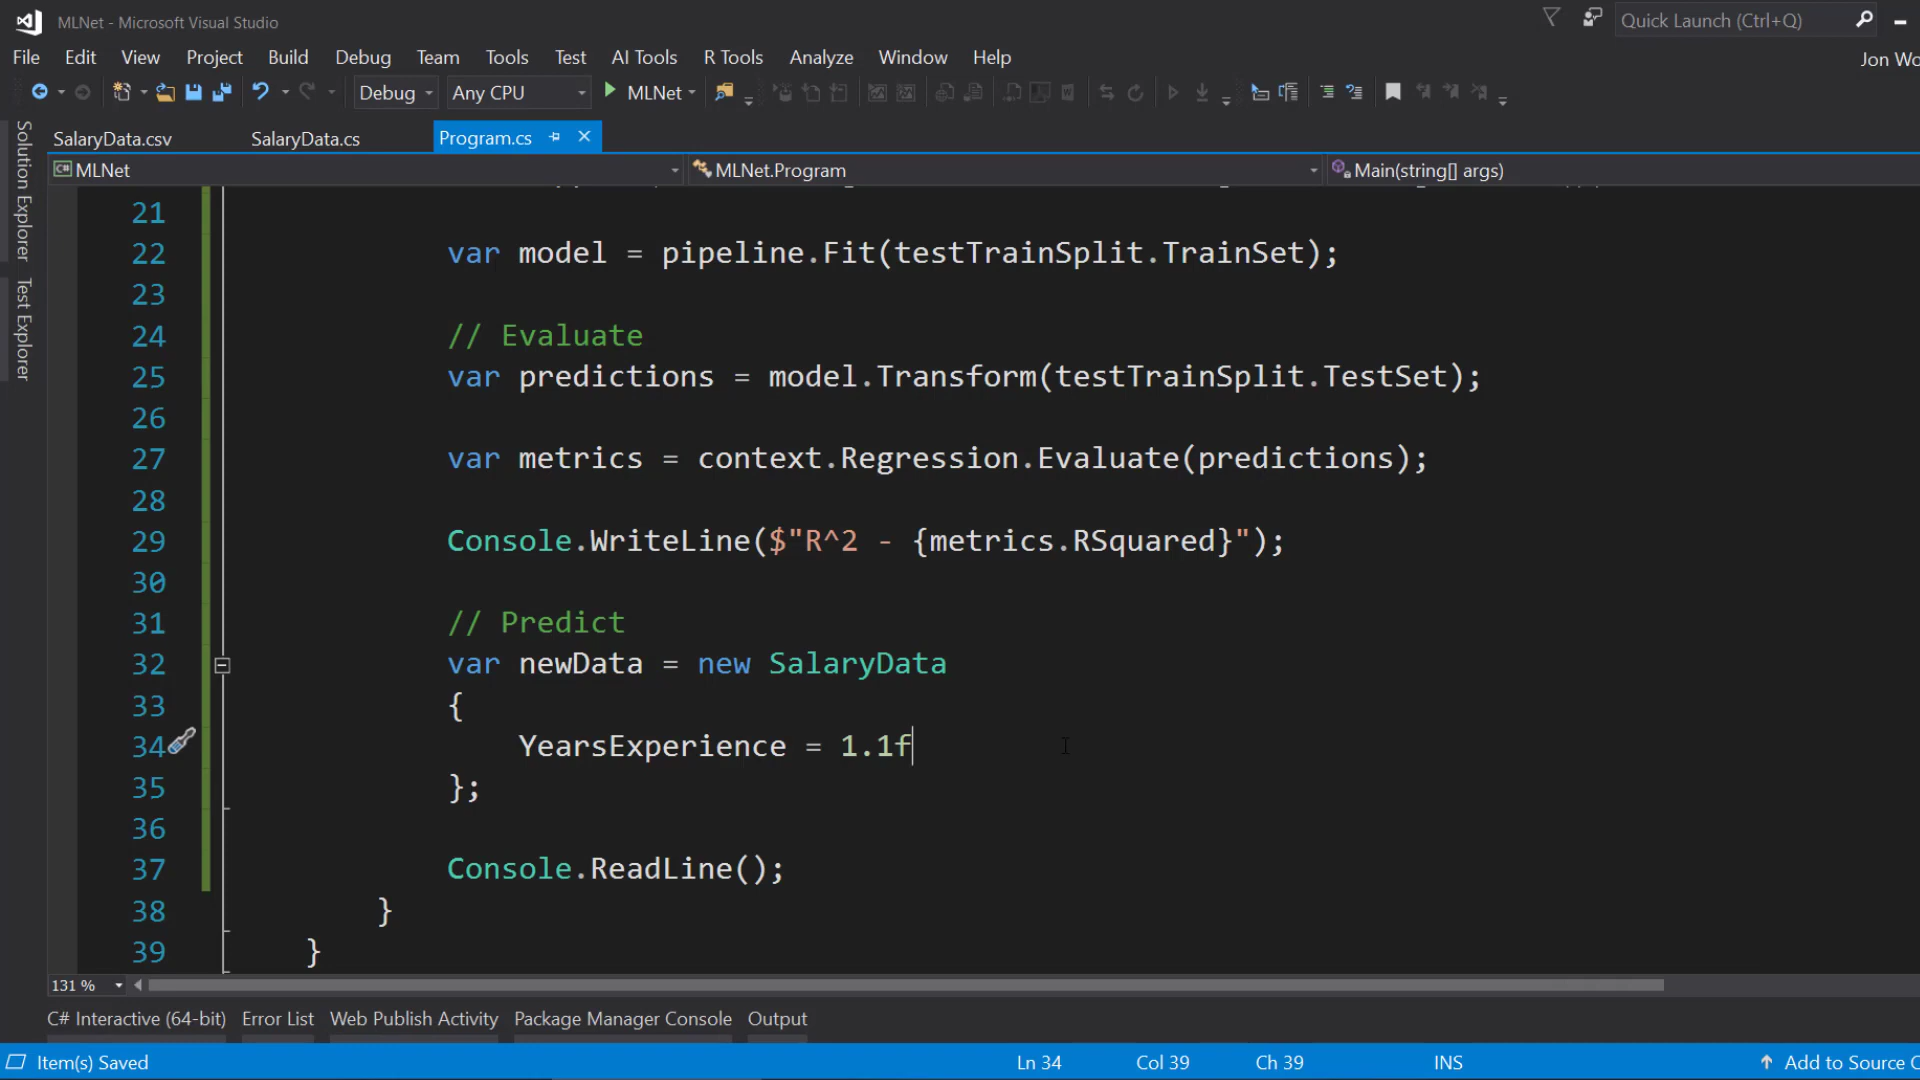 MLNet - Microsoft Visual Studio
Quick Launch (Ctrl+Q)
File Edit View Project Build Debug Team Tools Test AI Tools R Tools Analyze Window Help
Jon Wo
Debug Any CPU MLNet
Solution Explorer
Test Explorer
SalaryData.csv SalaryData.cs Program.cs
MLNet MLNet.Program Main(string[] args)
21
22 var model = pipeline.Fit(testTrainSplit.TrainSet);
23
24 // Evaluate
25 var predictions = model.Transform(testTrainSplit.TestSet);
26
27 var metrics = context.Regression.Evaluate(predictions);
28
29 Console.WriteLine($"R^2 - {metrics.RSquared}");
30
31 // Predict
32 var newData = new SalaryData
33 {
34 YearsExperience = 1.1f
35 };
36
37 Console.ReadLine();
38 }
39 }
131 %
C# Interactive (64-bit) Error List Web Publish Activity Package Manager Console Output
Item(s) Saved Ln 34 Col 39 Ch 39 INS Add to Source C